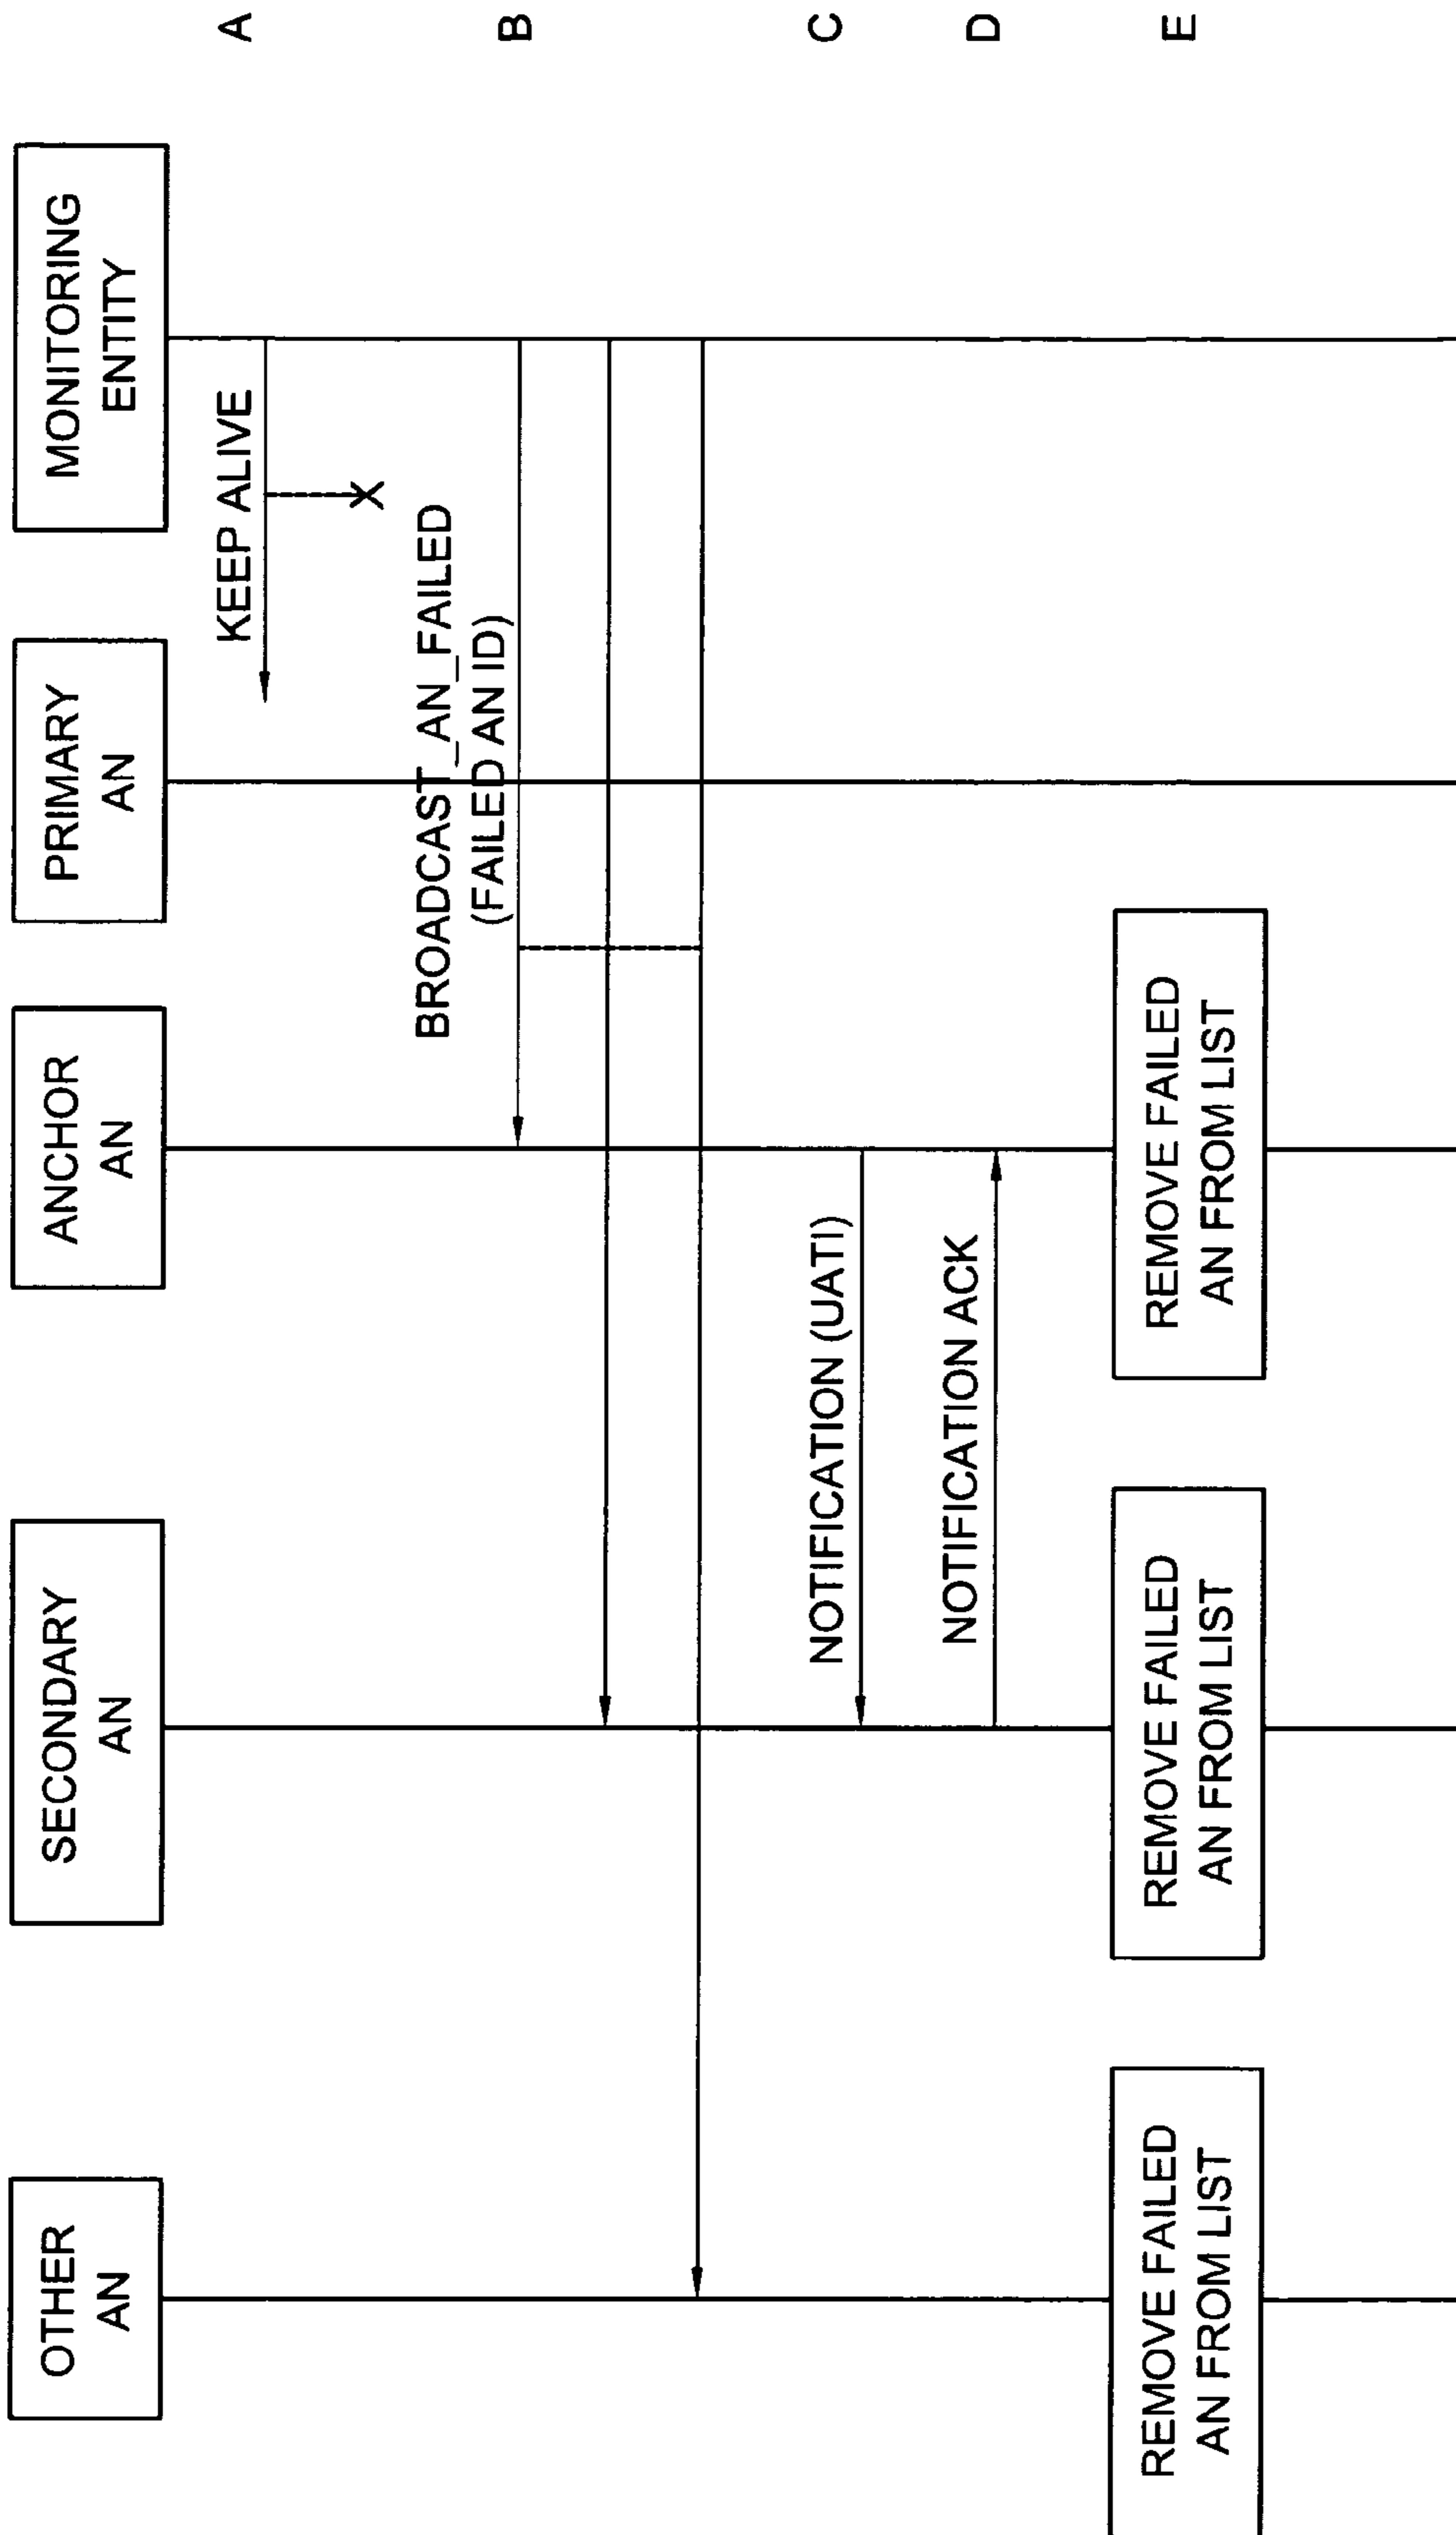 OTHER
AN
SECONDARY
AN
ANCHOR
AN
PRIMARY
AN
MONITORING
ENTITY
KEEP ALIVE
A
X
BROADCAST_AN_FAILED
(FAILED AN ID)
B
NOTIFICATION (UATI)
C
NOTIFICATION ACK
D
REMOVE FAILED
AN FROM LIST
REMOVE FAILED
AN FROM LIST
REMOVE FAILED
AN FROM LIST
E